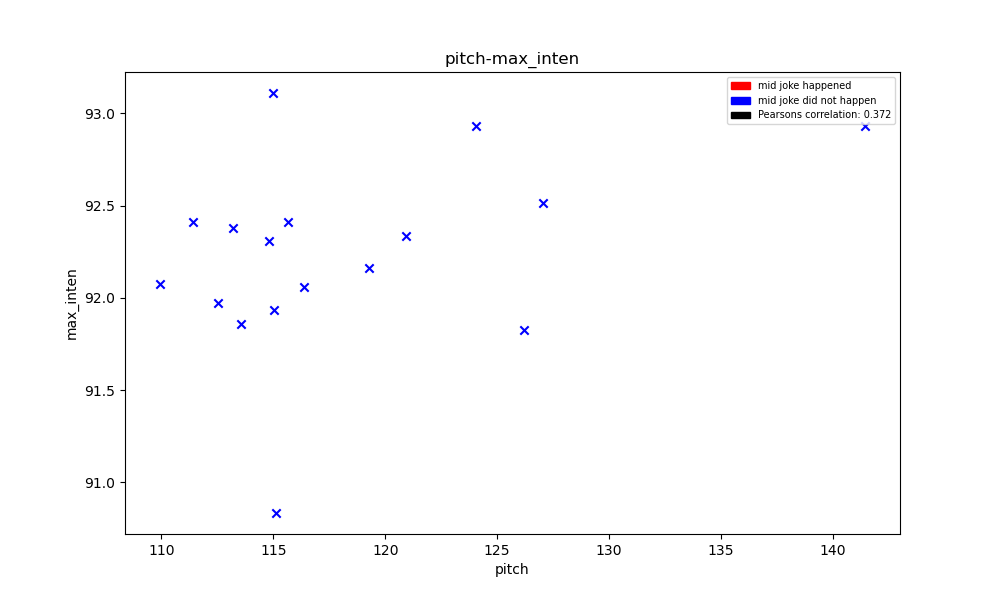 pitch-max_inten
mid joke happened
mid joke did not happen
Pearsons correlation: 0.372
93.0
92.5
92.0
91.5
91.0
max_inten
110
115
120
125
130
135
140
pitch